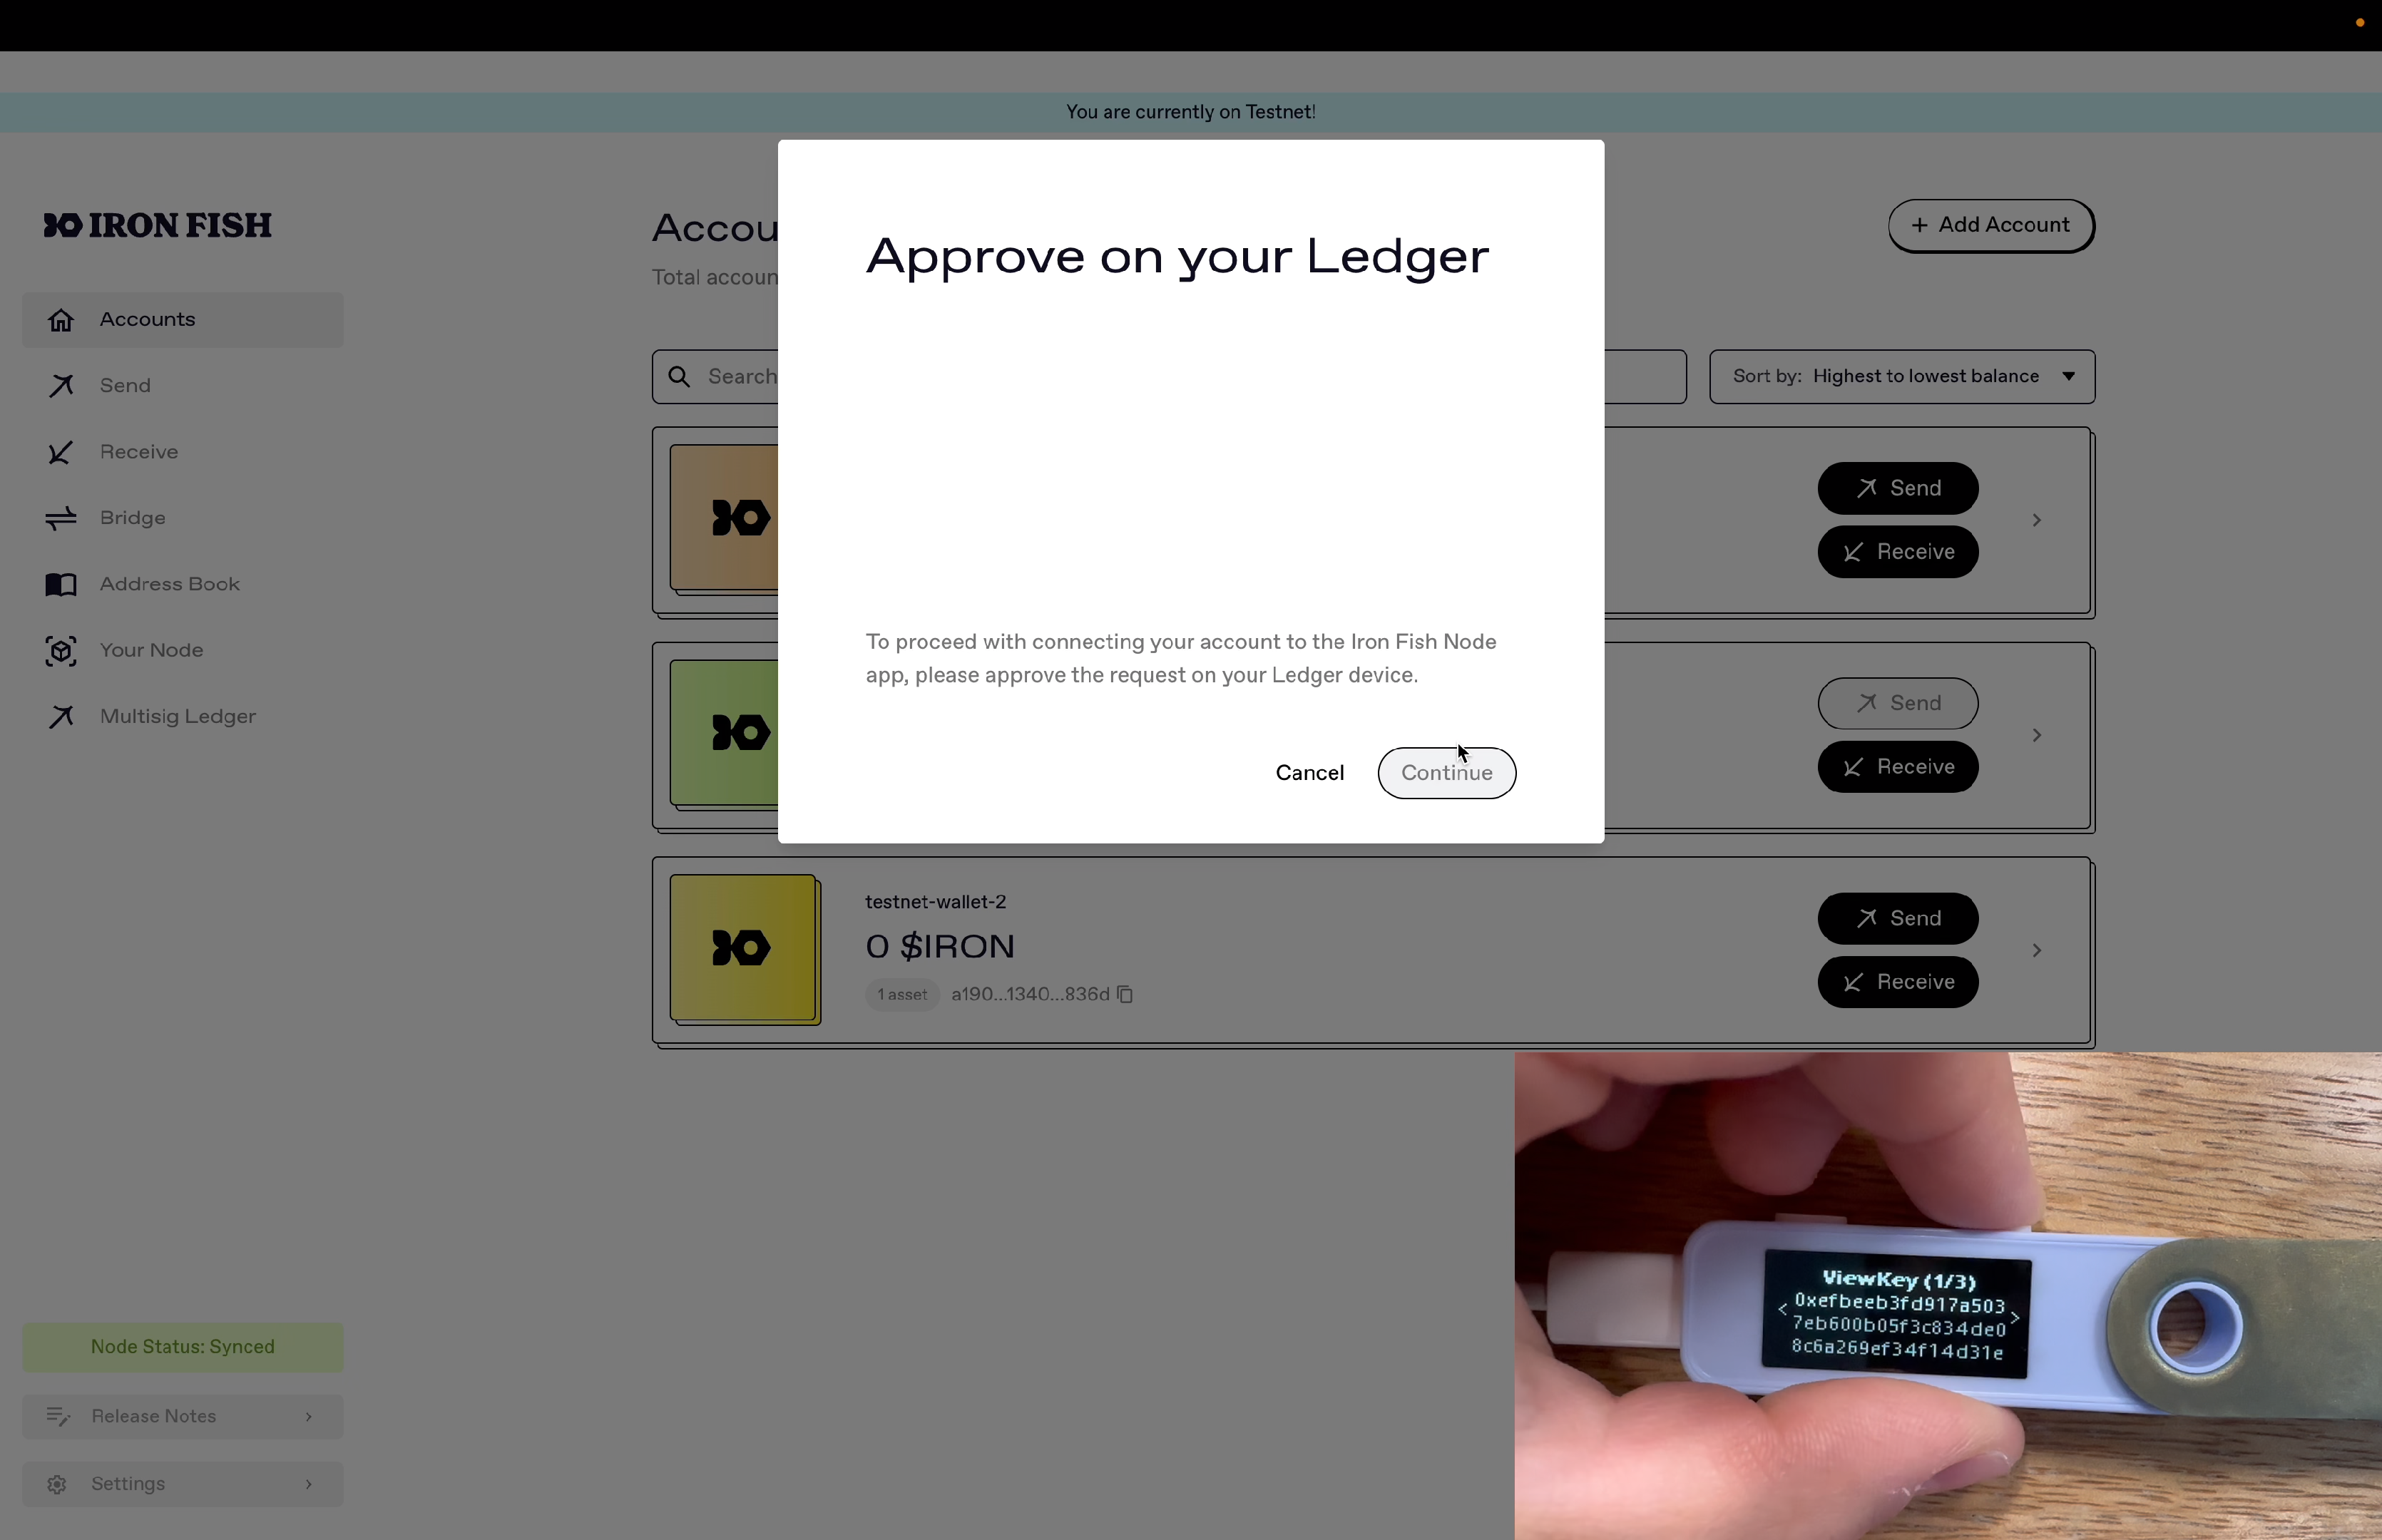 You are currently on Testnet!
IRON FISH
Accounts
Send
Receive
Bridge
Address Book
Your Node
Multisig Ledger
Node Status: Synced
Release Notes
Settings
Accou
Total accoun
+ Add Account
Search
Sort by: Highest to lowest balance
Send
Receive
Send
Receive
testnet-wallet-2
0 $IRON
1 asset a190...1340...836d
Send
Receive
Approve on your Ledger
To proceed with connecting your account to the Iron Fish Node
app, please approve the request on your Ledger device.
Cancel
Continue
ViewKey (1/3)
< 0xefbeeb3fd917a503 >
7eb600b05f3c834de0
8c6a269ef34f14d31e